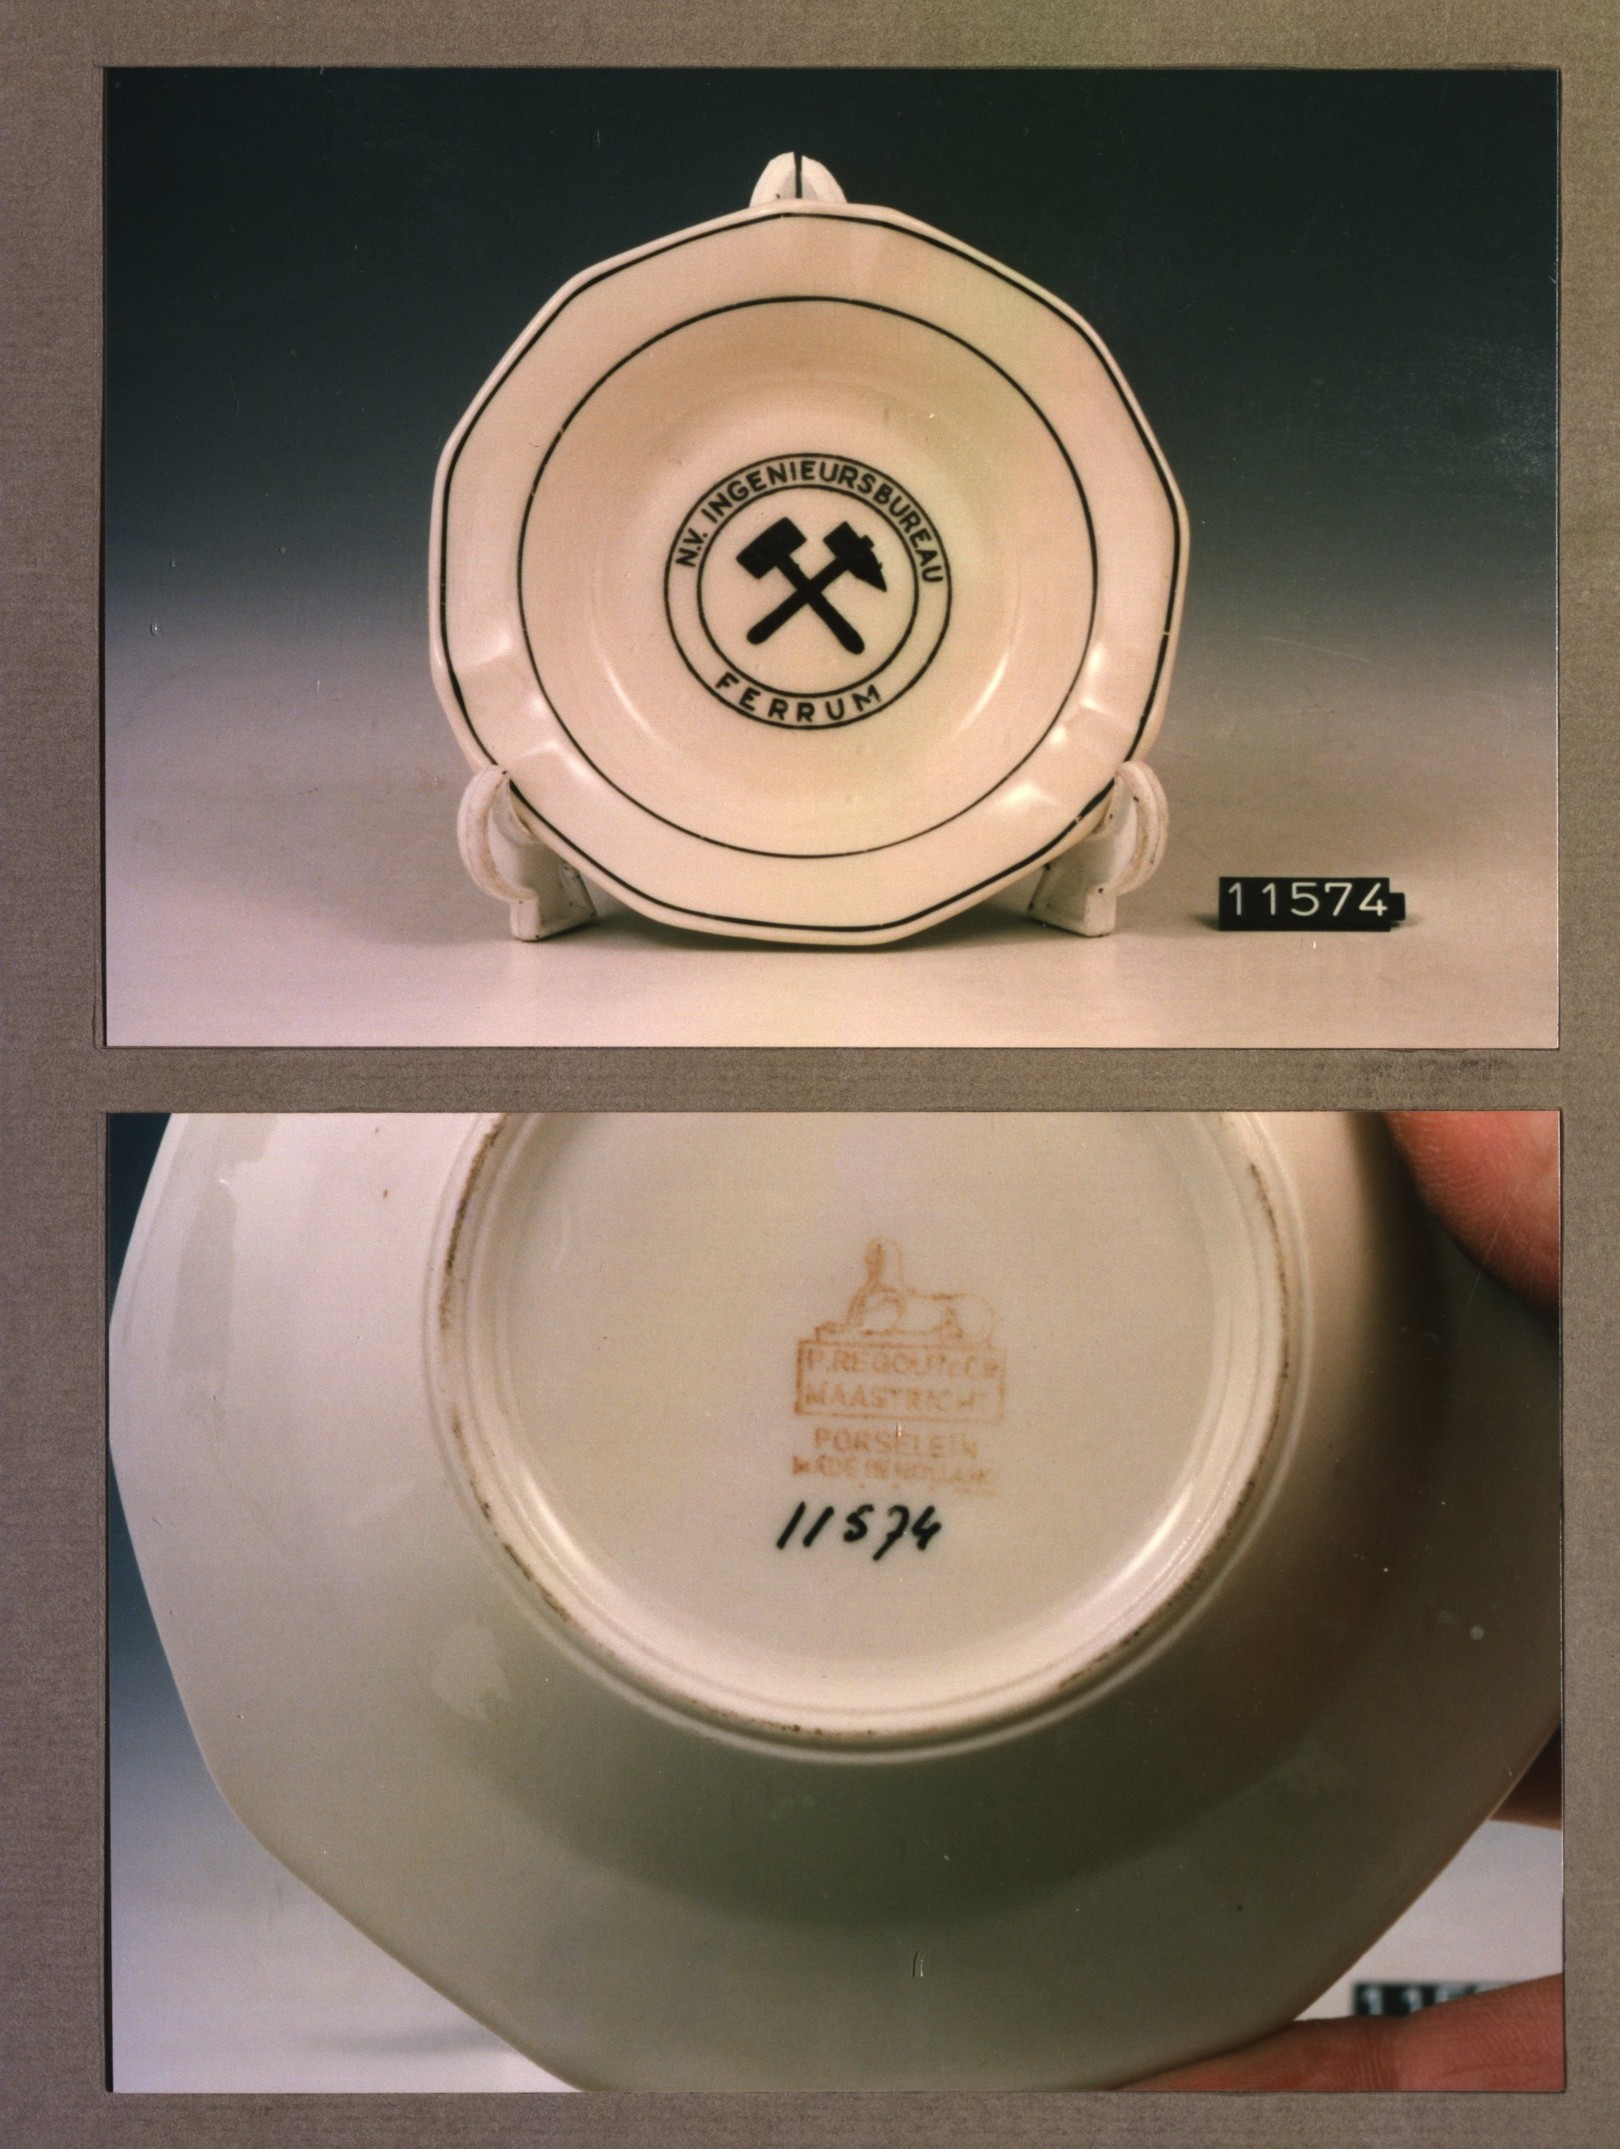 N.V. INGENIEURSBUREAU
FERRUM
11574
P. REGOUT & CO
MAASTRICHT
PORSELEIN
MADE IN HOLLAND
11574